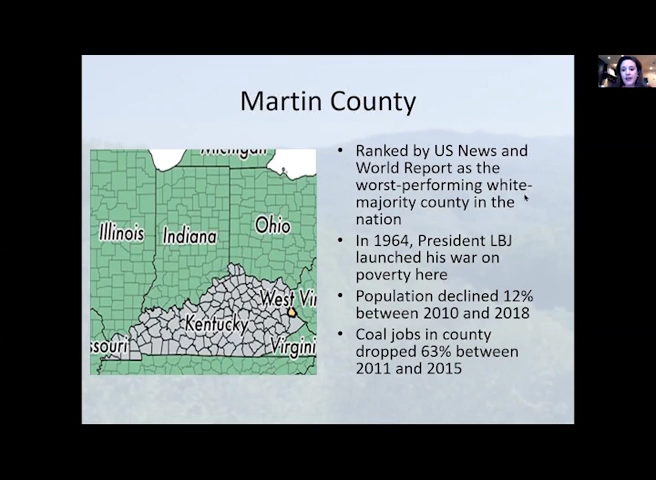 Martin County
Michigan
Illinois
Indiana
Ohio
West Vir
Kentucky
ssouri
Virgini
• Ranked by US News and
World Report as the
worst-performing white-
majority county in the
nation
• In 1964, President LBJ
launched his war on
poverty here
• Population declined 12%
between 2010 and 2018
• Coal jobs in county
dropped 63% between
2011 and 2015